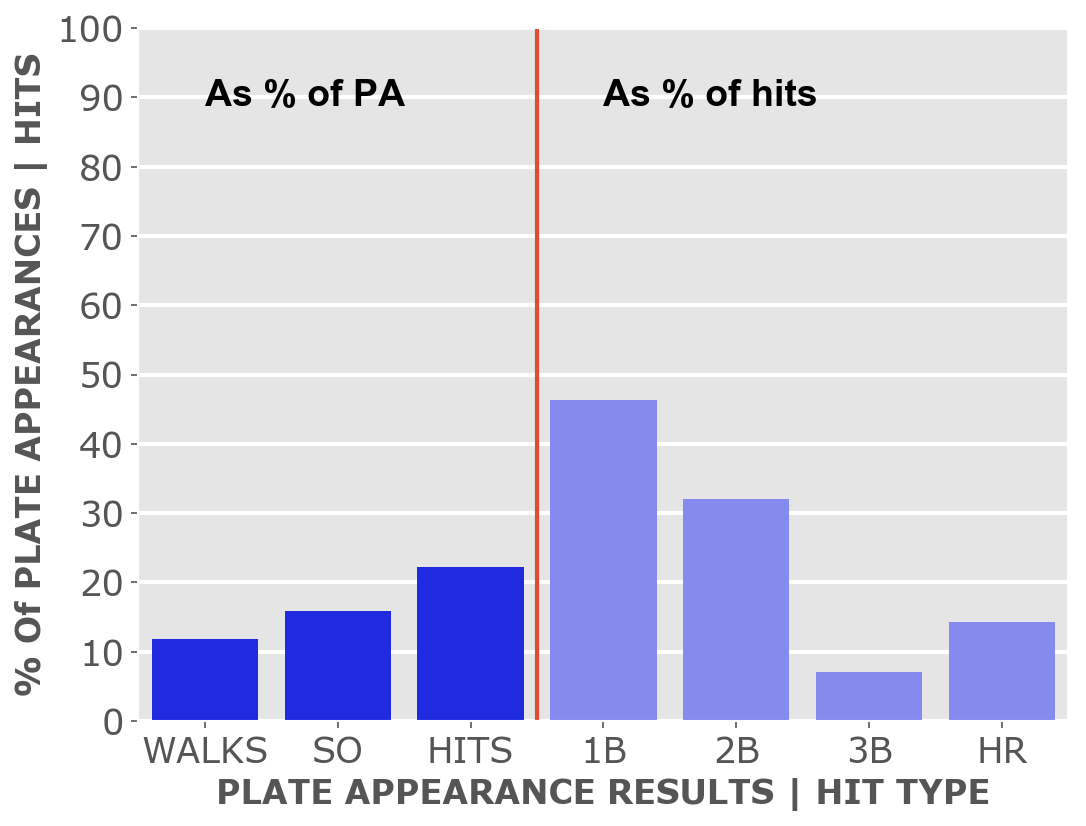 100
90
80
70
60
50
40
30
20
10
0
% Of PLATE APPEARANCES | HITS
As % of PA
As % of hits
WALKS SO HITS 1B 2B 3B HR
PLATE APPEARANCE RESULTS | HIT TYPE